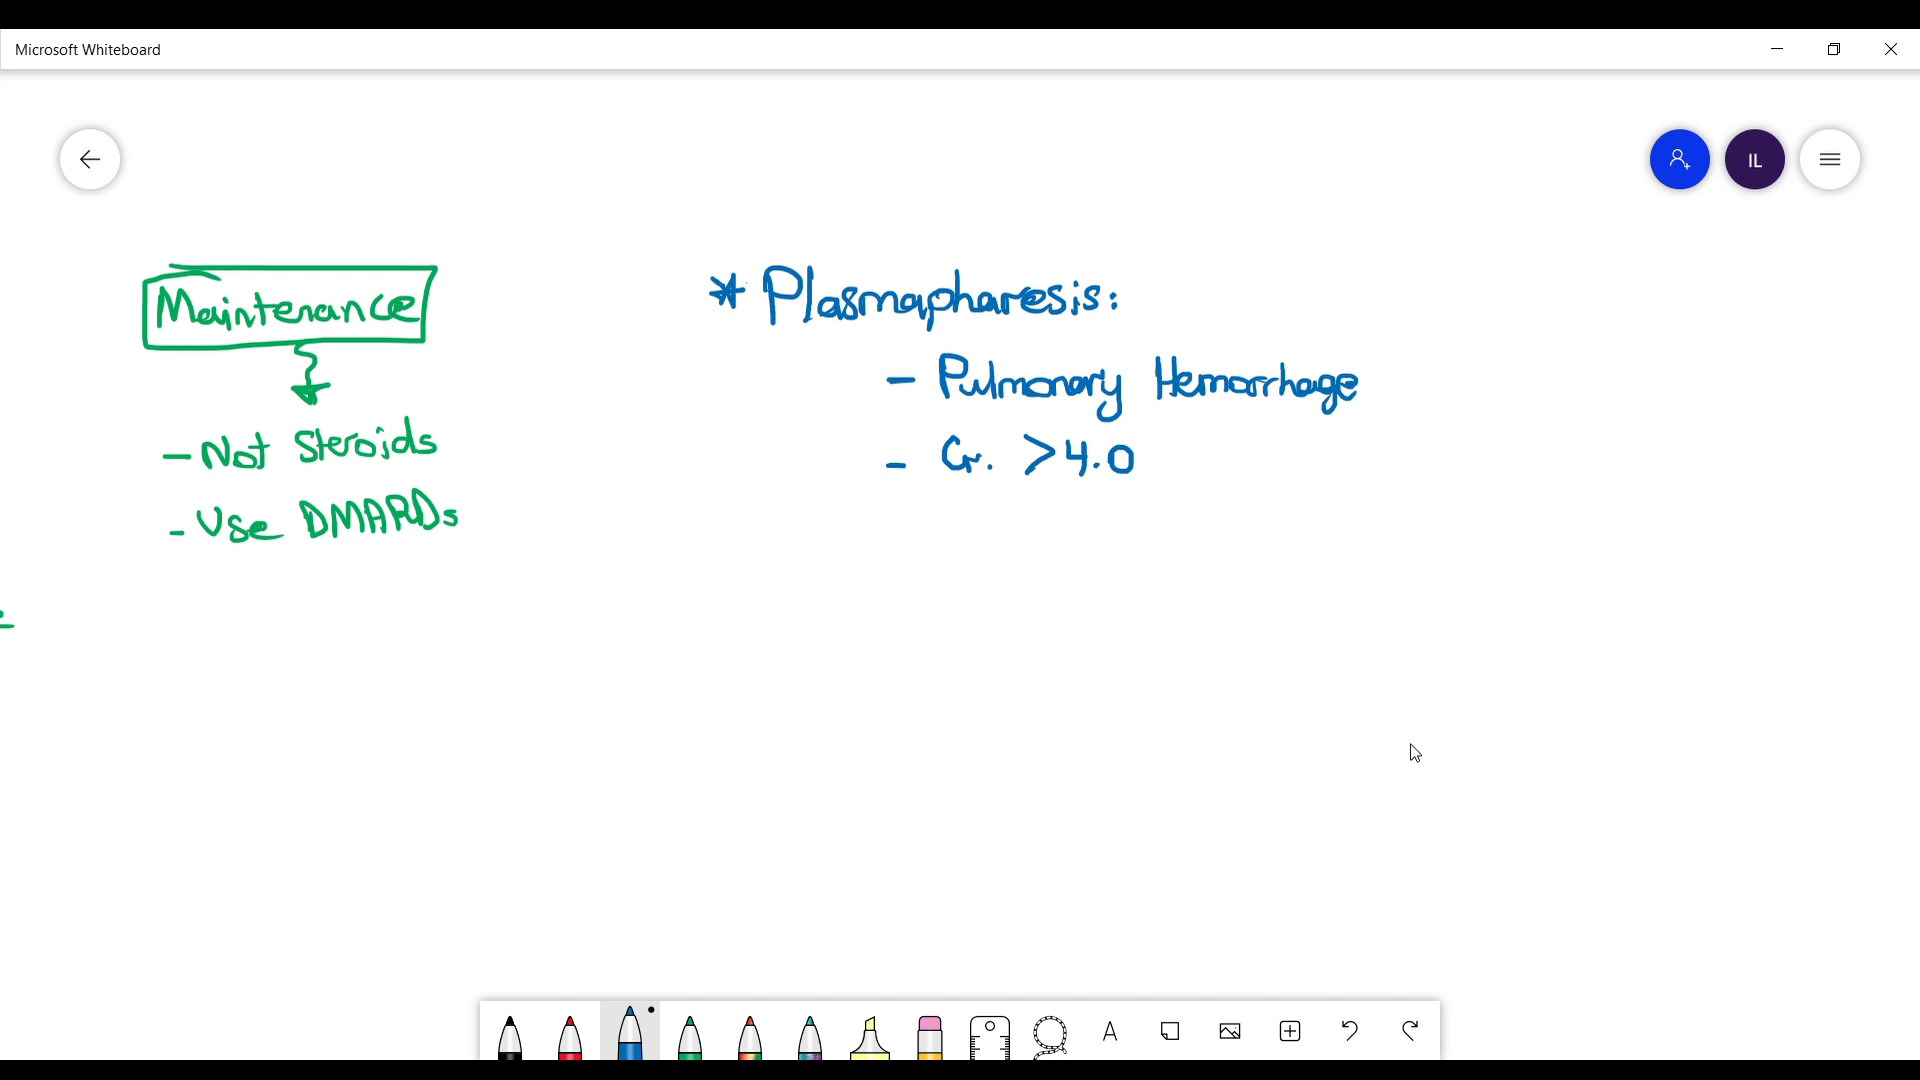 Microsoft Whiteboard
IL
Maintenance
- Not Steroids
- Use DMARDs
* Plasmapharesis:
- Pulmonary Hemorrhage
- Cr. >4.0
A